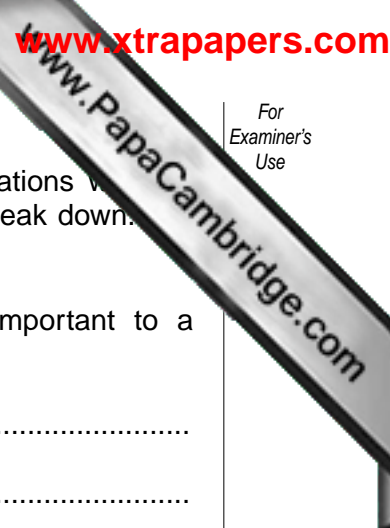 www.xtrapapers.com
www.PapaCambridge.com
For
Examiner's
Use
ations
eak down.
mportant to a